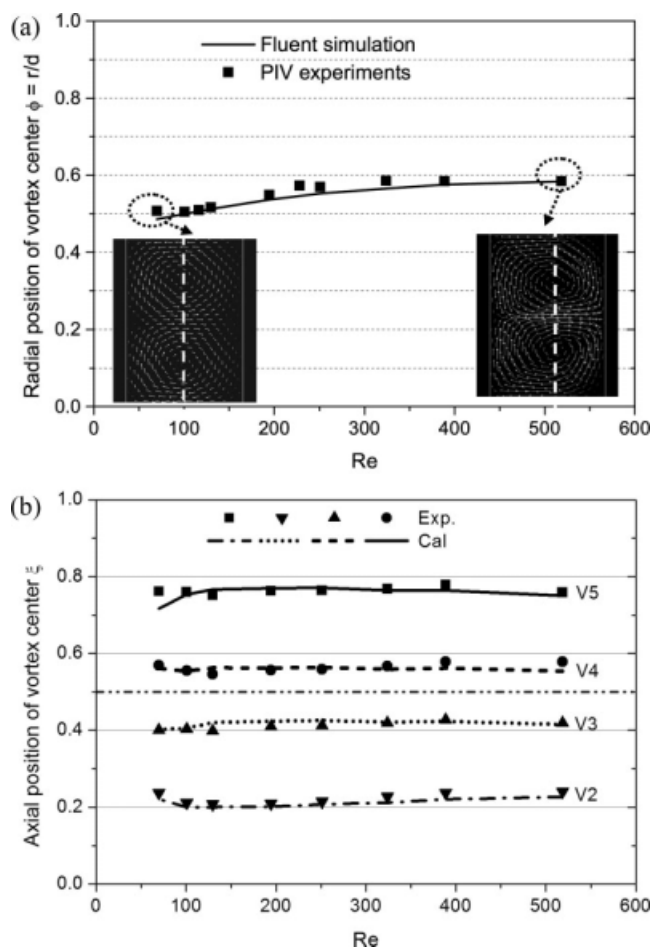 (a)
1.0
Fluent simulation
PIV experiments
0.8
0.6
0.4
0.2
0.0
Radial position of vortex center ϕ = r/d
0 100 200 300 400 500 600
Re
(b)
1.0
Exp.
Cal
0.8
V5
0.6
V4
0.4
V3
0.2
V2
0.0
Axial position of vortex center ξ
0 100 200 300 400 500 600
Re